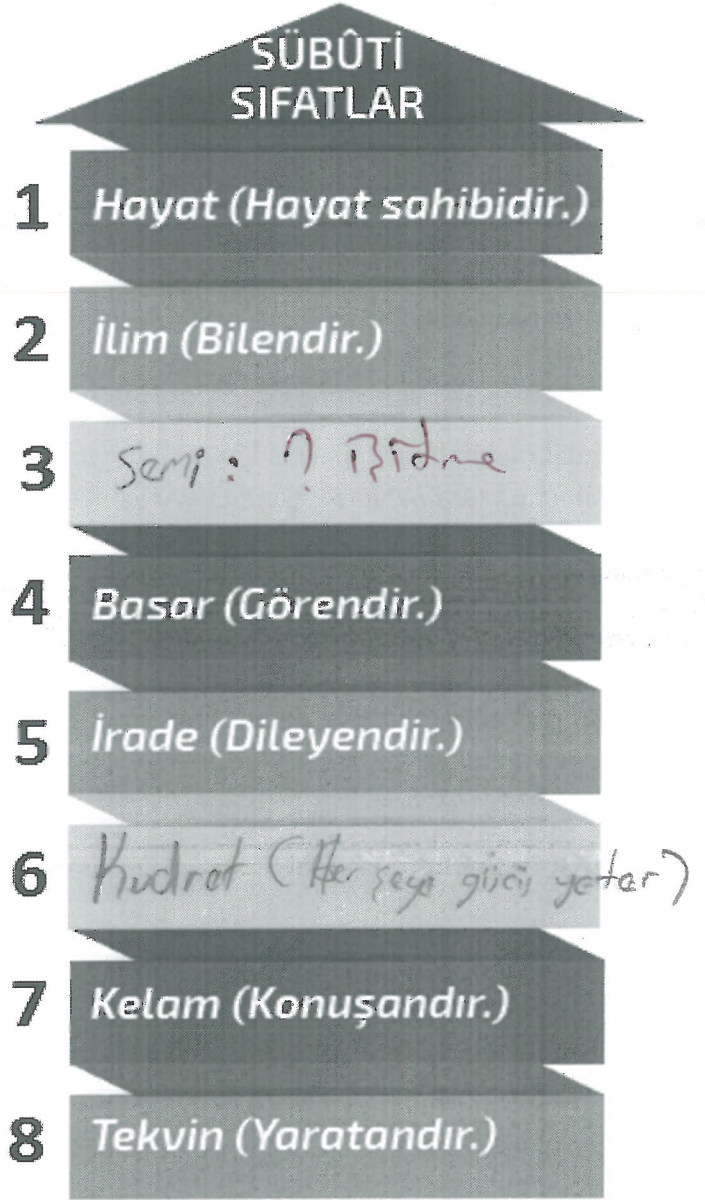 SÜBÛTİ
SIFATLAR
1 Hayat (Hayat sahibidir.)
2 İlim (Bilendir.)
3 Semi : ?
4 Basar (Görendir.)
5 İrade (Dileyendir.)
6 Kudret (Her şeye gücü yeter)
7 Kelam (Konuşandır.)
8 Tekvin (Yaratandır.)